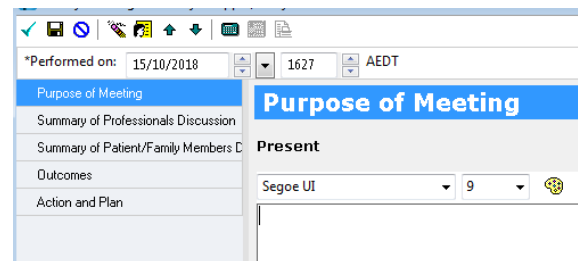 *Performed on: 15/10/2018 1627 AEDT
Purpose of Meeting
Summary of Professionals Discussion
Summary of Patient/Family Members D
Outcomes
Action and Plan
Purpose of Meeting
Present
Segoe UI 9